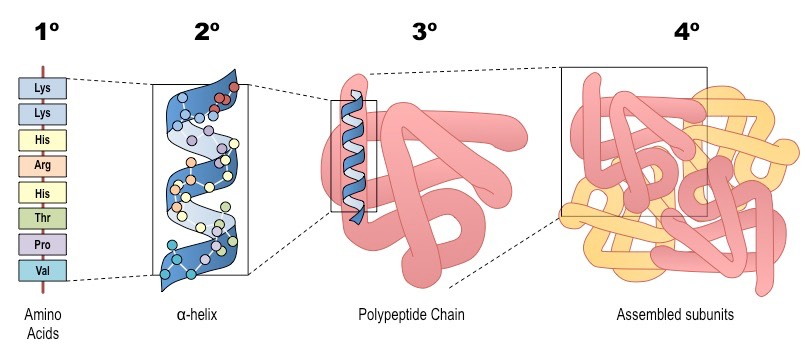 1º
2º
3º
4º
Lys
Lys
His
Arg
His
Thr
Pro
Val
Amino
Acids
α-helix
Polypeptide Chain
Assembled subunits